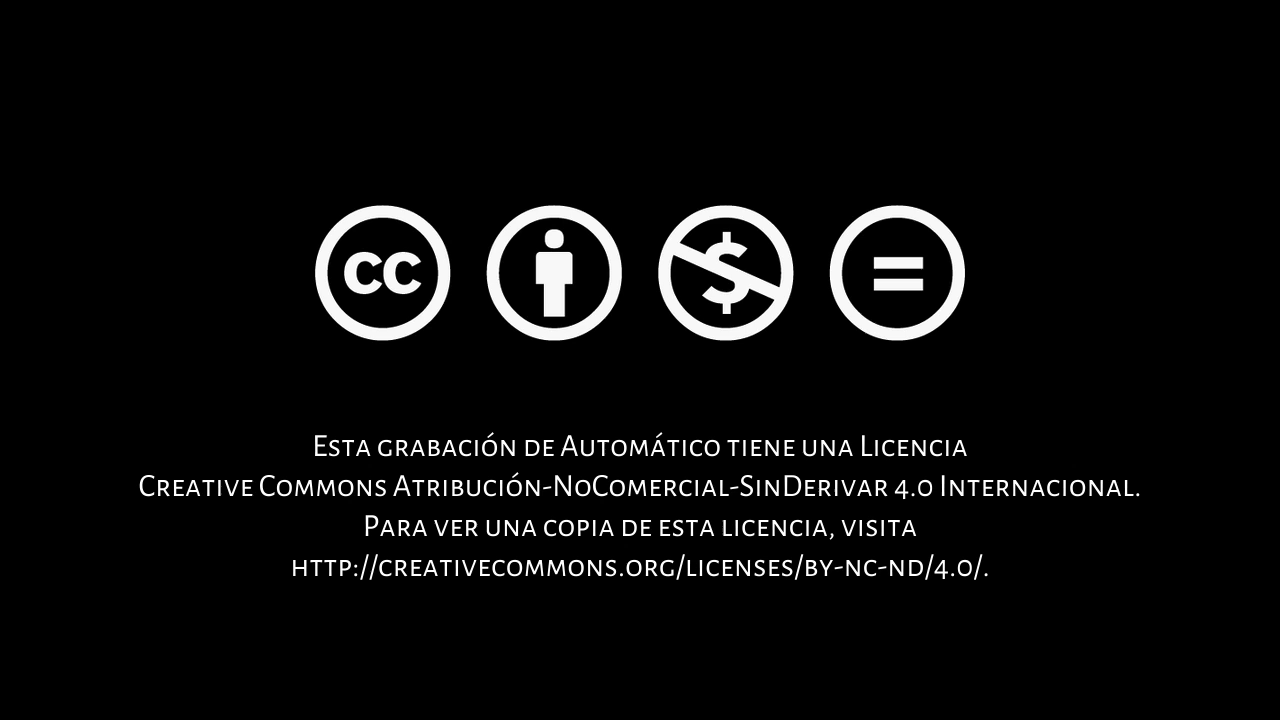 cc
Esta grabación de Automático tiene una Licencia
Creative Commons Atribución-NoComercial-SinDerivar 4.0 Internacional.
Para ver una copia de esta licencia, visita
http://creativecommons.org/licenses/by-nc-nd/4.0/.